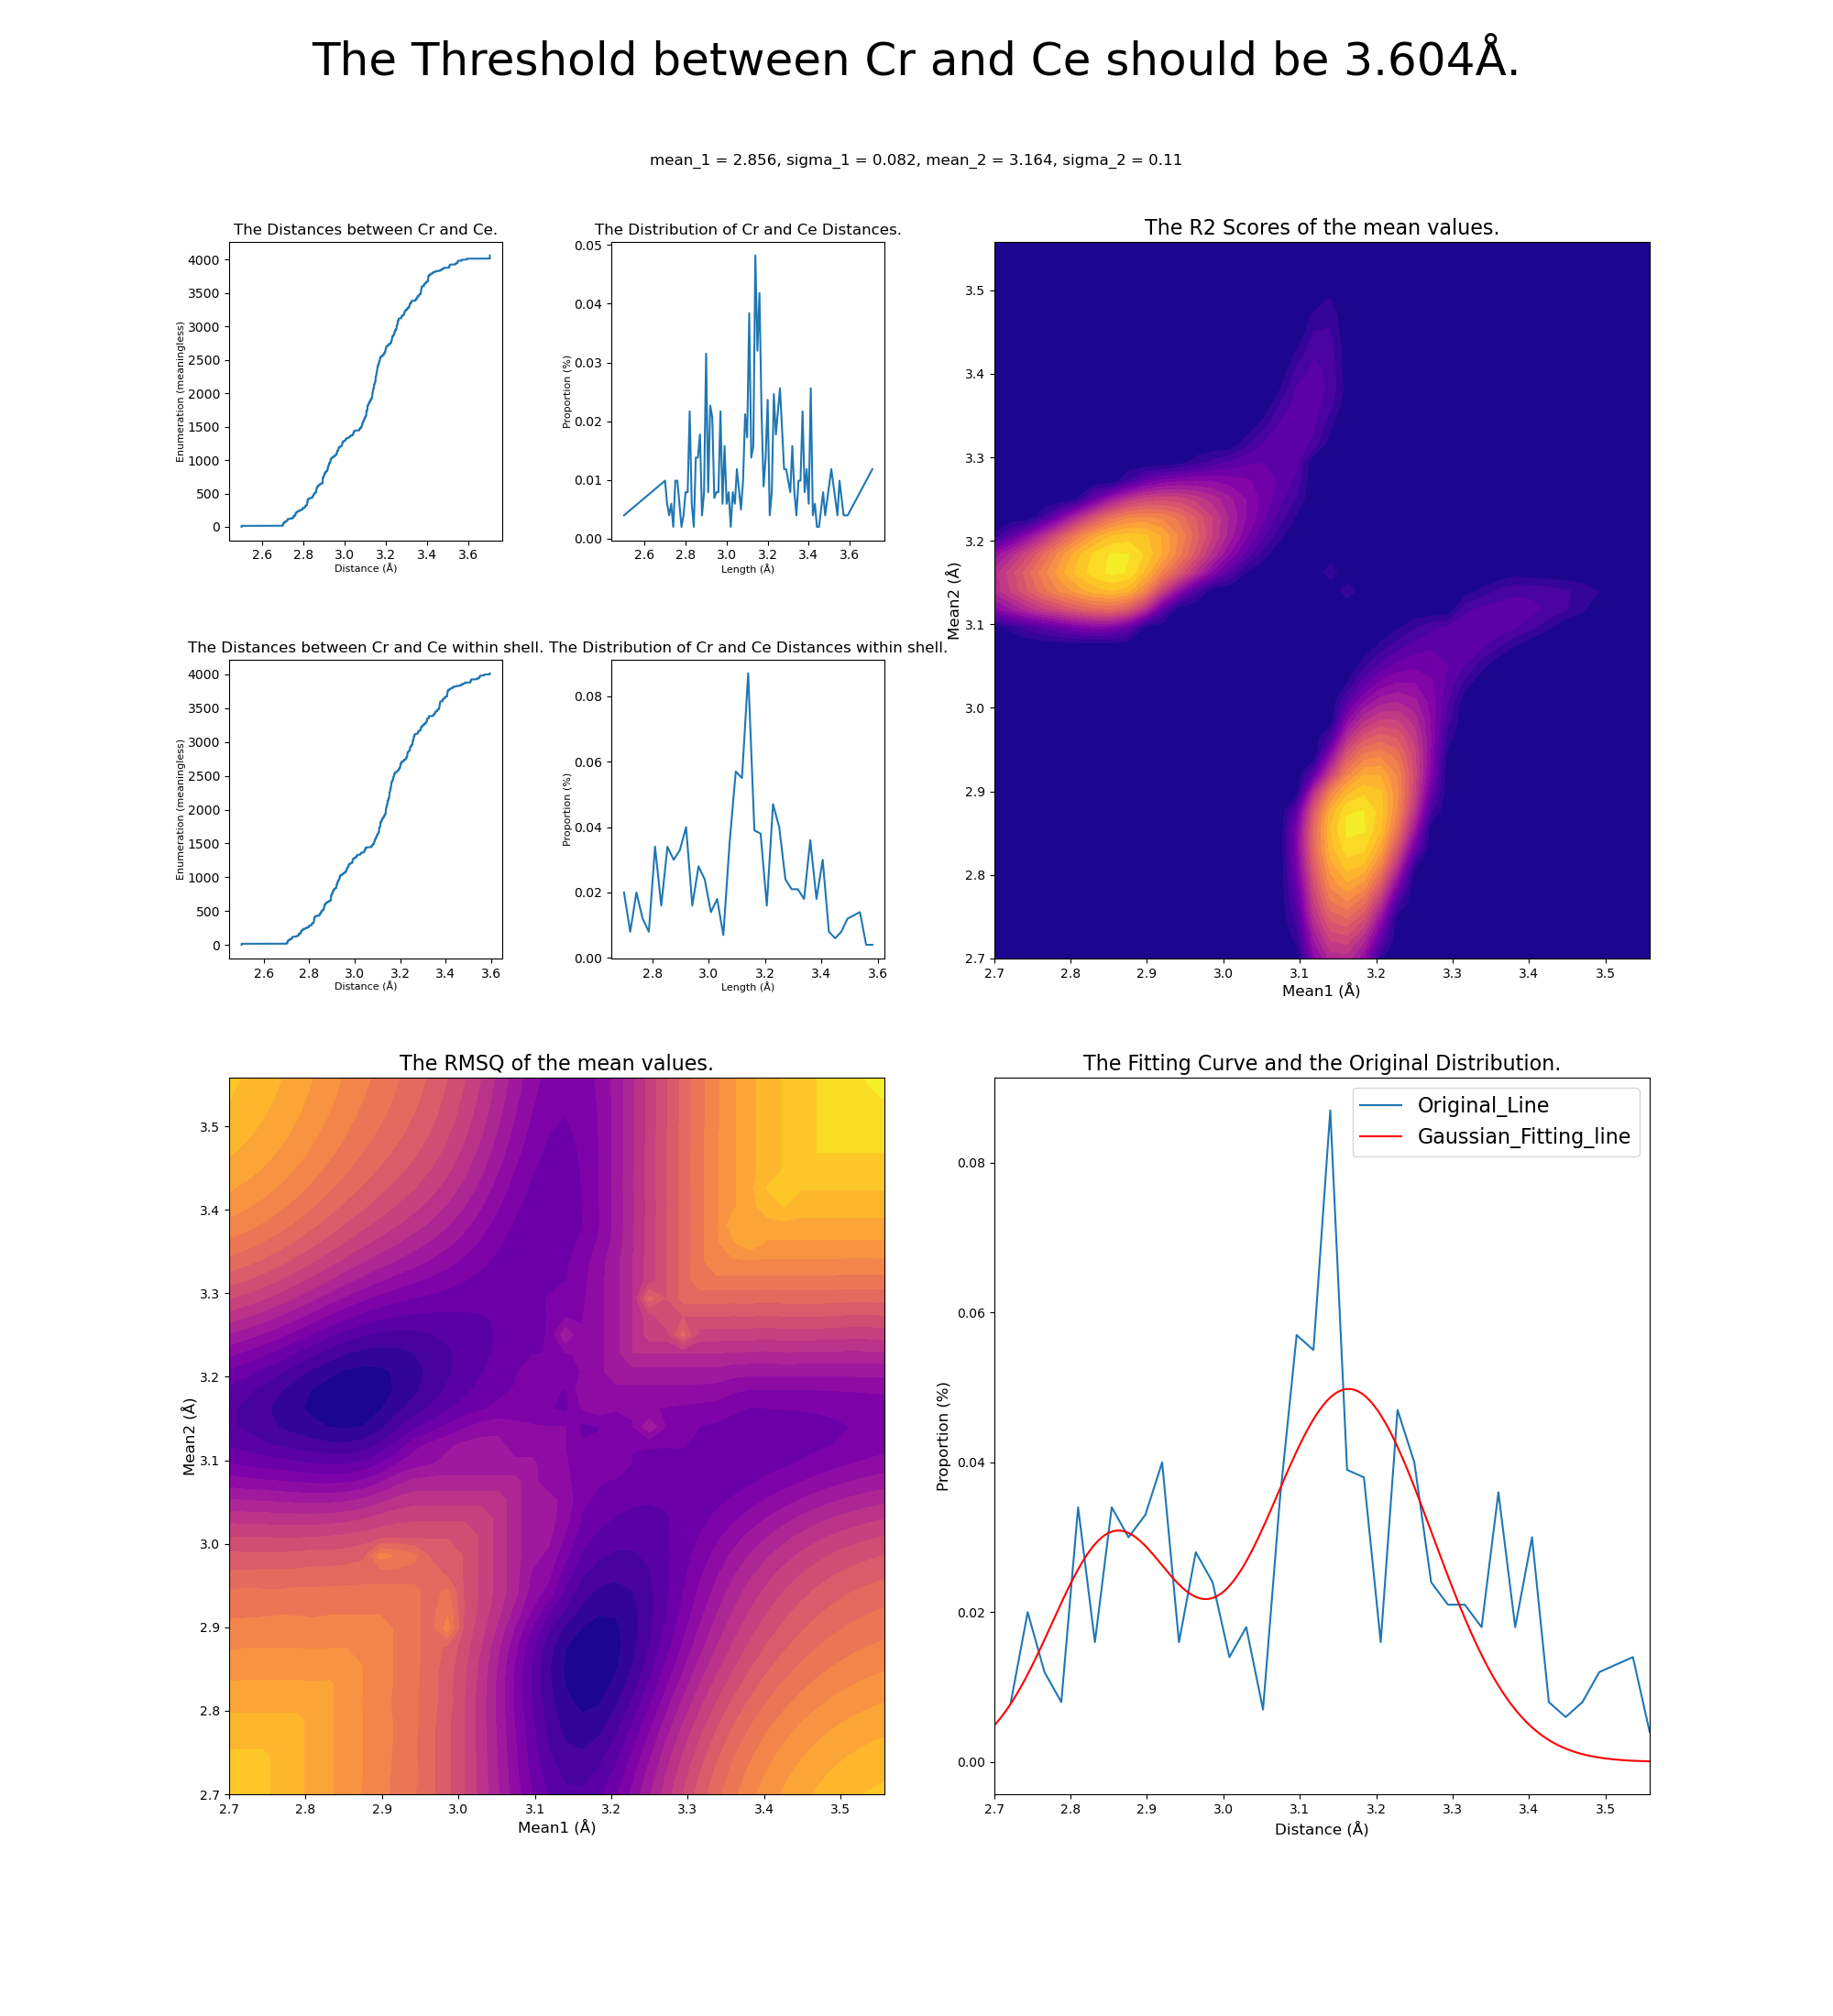 The Threshold between Cr and Ce should be 3.604Å.
mean_1 = 2.856, sigma_1 = 0.082, mean_2 = 3.164, sigma_2 = 0.11
The Distances between Cr and Ce.
Enumeration (meaningless)
4000
3500
3000
2500
2000
1500
1000
500
0
2.6 2.8 3.0 3.2 3.4 3.6
Distance (Å)
The Distribution of Cr and Ce Distances.
Proportion (%)
0.05
0.04
0.03
0.02
0.01
0.00
2.6 2.8 3.0 3.2 3.4 3.6
Length (Å)
The R2 Scores of the mean values.
Mean2 (Å)
3.5
3.4
3.3
3.2
3.1
3.0
2.9
2.8
2.7
2.7 2.8 2.9 3.0 3.1 3.2 3.3 3.4 3.5
Mean1 (Å)
The Distances between Cr and Ce within shell.
Enumeration (meaningless)
4000
3500
3000
2500
2000
1500
1000
500
0
2.6 2.8 3.0 3.2 3.4 3.6
Distance (Å)
The Distribution of Cr and Ce Distances within shell.
Proportion (%)
0.08
0.06
0.04
0.02
0.00
2.8 3.0 3.2 3.4 3.6
Length (Å)
The RMSQ of the mean values.
Mean2 (Å)
3.5
3.4
3.3
3.2
3.1
3.0
2.9
2.8
2.7
2.7 2.8 2.9 3.0 3.1 3.2 3.3 3.4 3.5
Mean1 (Å)
The Fitting Curve and the Original Distribution.
Original_Line
Gaussian_Fitting_line
Proportion (%)
0.08
0.06
0.04
0.02
0.00
2.7 2.8 2.9 3.0 3.1 3.2 3.3 3.4 3.5
Distance (Å)